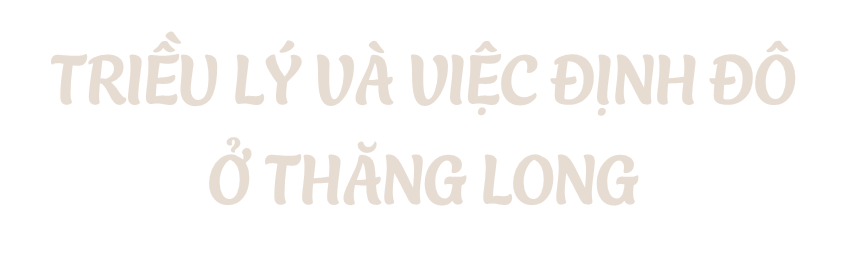 TRIỀU LÝ VÀ VIỆC ĐỊNH ĐÔ
Ở THĂNG LONG